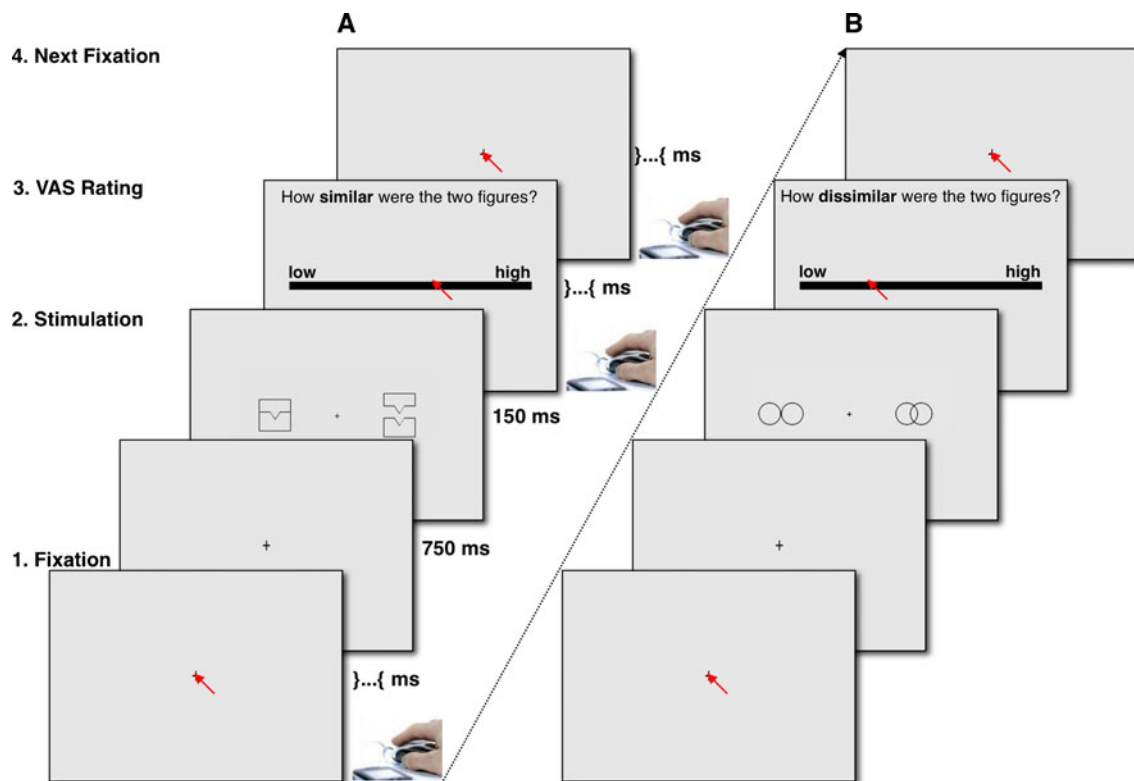 A
B
4. Next Fixation
}...{ ms
3. VAS Rating
How similar were the two figures?
How dissimilar were the two figures?
low high
low high
}...{ ms
2. Stimulation
150 ms
750 ms
1. Fixation
}...{ ms